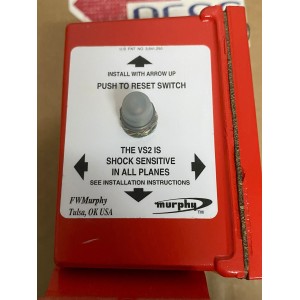 INSTALL WITH ARROW UP
PUSH TO RESET SWITCH
THE VS2 IS
SHOCK SENSITIVE
IN ALL PLANES
SEE INSTALLATION INSTRUCTIONS
FWMurphy
Tulsa, OK USA
murphy
TM